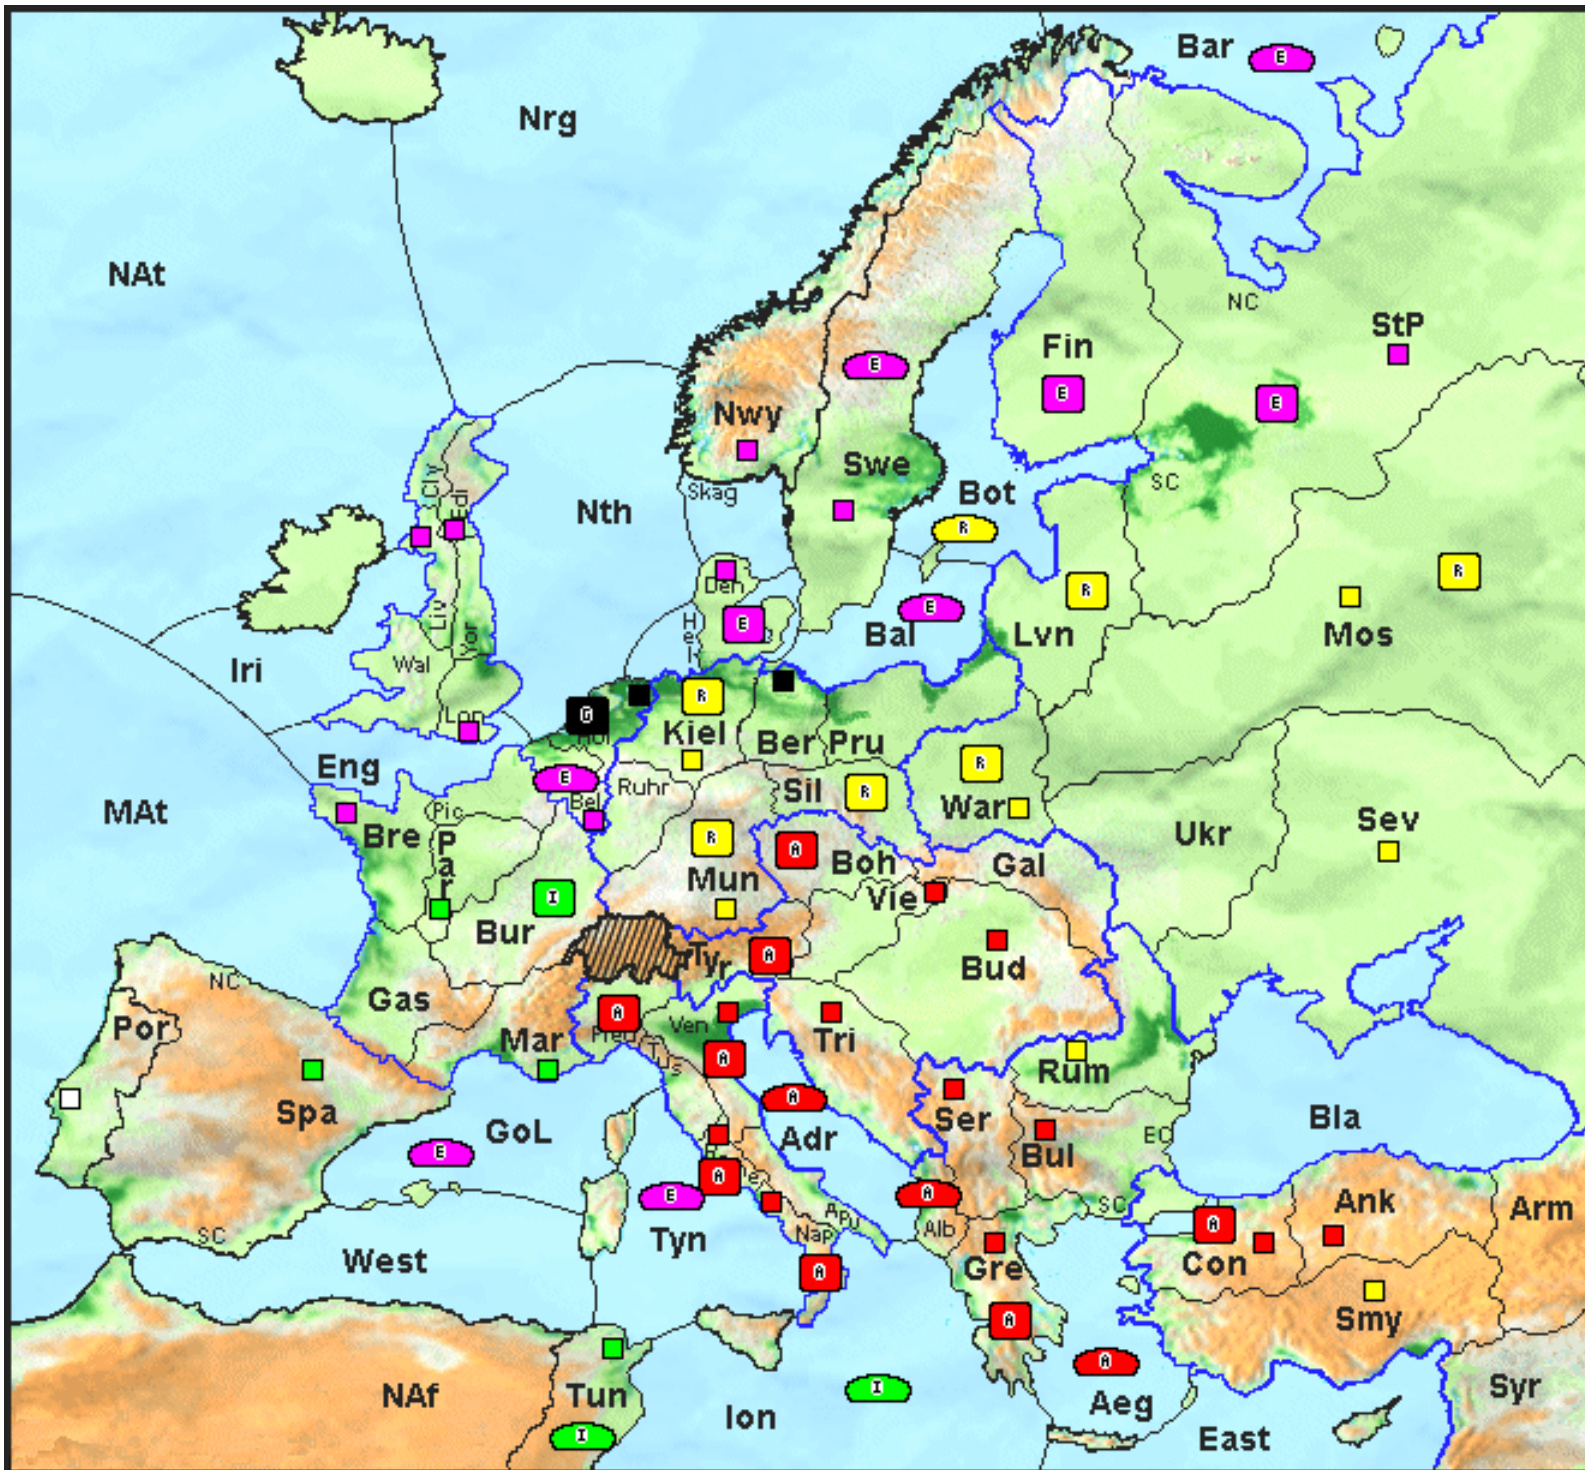 Bar
E
Nrg
NAt
NC
StP
Fin
E
E
E
Nwy
Swe
Skag
Bot
SC
Nth
Cly
Edi
R
R
R
Den
E
E
Bal
Lvn
Mos
Hel
Liv
Yor
Wal
Iri
Lon
G
Hol
R
Kiel
Ber
Pru
Eng
E
Bel
Ruhr
Sil
R
R
War
MAt
Pic
Bre
Par
Ukr
Sev
R
Mun
A
Boh
Gal
Vie
I
Bur
Tyr
A
Bud
NC
Gas
Por
Mar
A
Pied
Ven
Tri
Tus
A
Rum
Spa
GoL
A
Adr
Ser
Bla
Bul
EC
E
E
A
A
SC
Ank
Arm
SC
West
Tyn
Apu
Nap
Alb
A
Con
Gre
A
A
Smy
A
NAf
Tun
I
Ion
Aeg
Syr
I
East